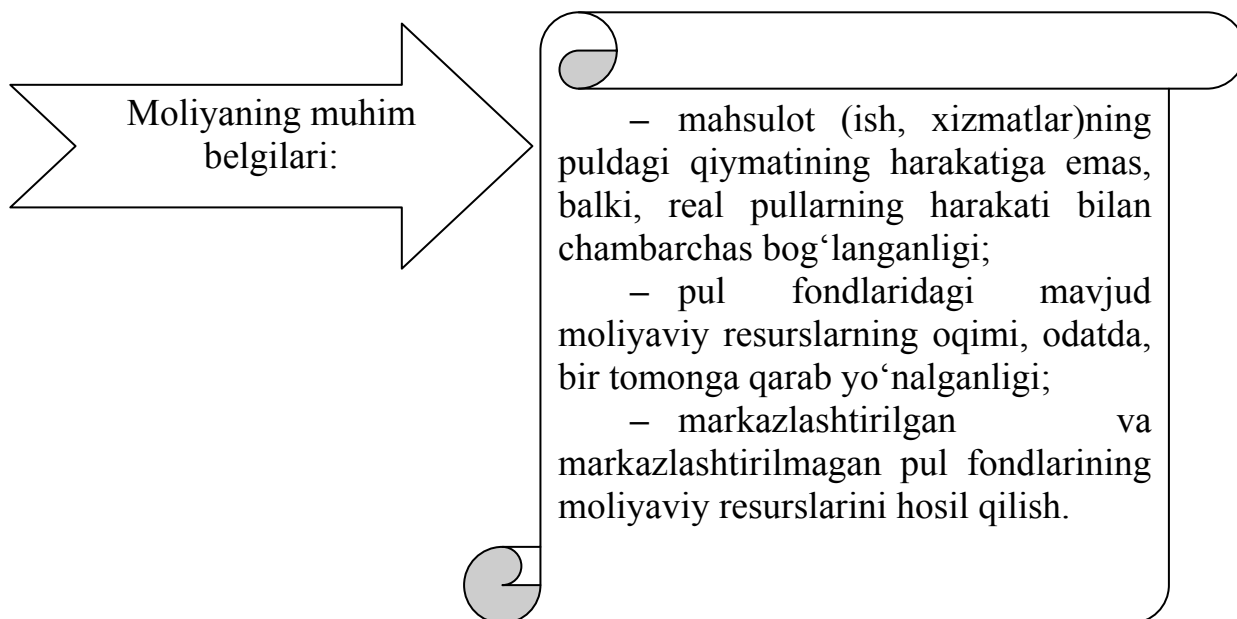 Moliyaning muhim
belgilari:
– mahsulot (ish, xizmatlar)ning
puldagi qiymatining harakatiga emas,
balki, real pullarning harakati bilan
chambarchas bog‘langanligi;
– pul fondlaridagi mavjud
moliyaviy resurslarning oqimi, odatda,
bir tomonga qarab yo‘nalganligi;
– markazlashtirilgan va
markazlashtirilmagan pul fondlarining
moliyaviy resurslarini hosil qilish.